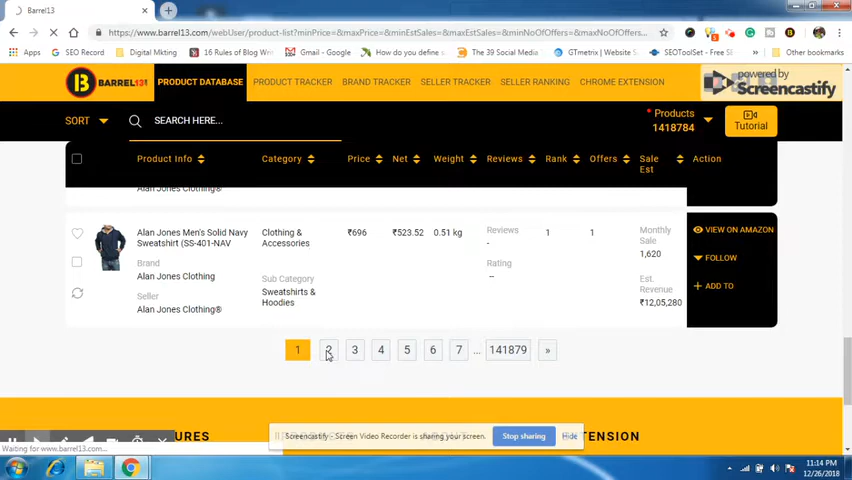 Barrel13
https://www.barrel13.com/webUser/product-list?minPrice=&maxPrice=&minEstSales=&maxEstSales=&minNoOfOffers=&maxNoOfOffers=
Apps SEO Record Digital Mkting 16 Rules of Blog Wri Gmail - Google How do you define s The 39 Social Media GTmetrix | Website S SEOToolSet - Free SE Other bookmarks
BARREL13 PRODUCT DATABASE PRODUCT TRACKER BRAND TRACKER SELLER TRACKER SELLER RANKING CHROME EXTENSION
powered by
Screencastify
SORT SEARCH HERE...
* Products
1418784
Tutorial
Product Info Category Price Net Weight Reviews Rank Offers Sale Est Action
Alan Jones Clothing®
Alan Jones Men's Solid Navy
Sweatshirt (SS-401-NAV
Brand
Alan Jones Clothing
Seller
Alan Jones Clothing®
Clothing &
Accessories
Sub Category
Sweatshirts &
Hoodies
₹696 ₹523.52 0.51 kg
Reviews
-
Rating
--
1 1
Monthly
Sale
1,620
Est.
Revenue
₹12,05,280
VIEW ON AMAZON
FOLLOW
+ ADD TO
1 2 3 4 5 6 7 ... 141879 »
URES
TENSION
Screencastify - Screen Video Recorder is sharing your screen. Stop sharing Hide
Waiting for www.barrel13.com...
11:14 PM
12/26/2018